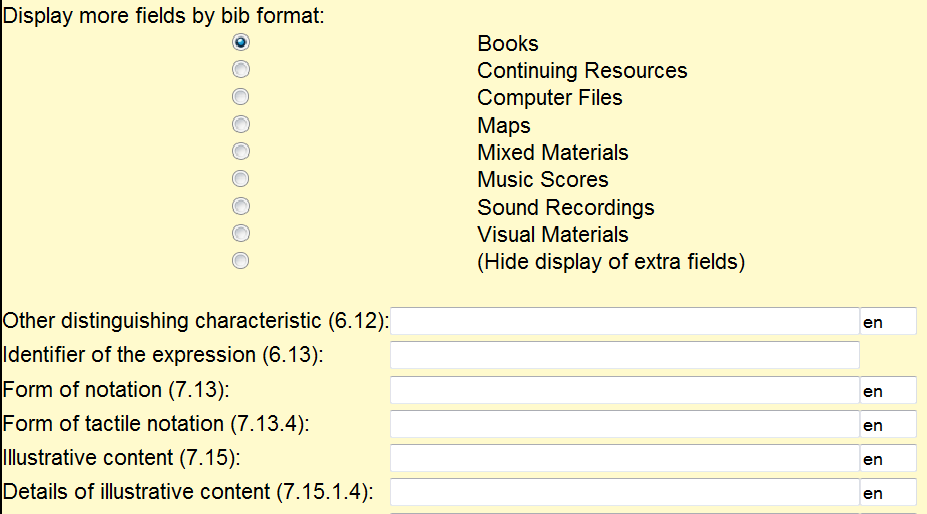 Display more fields by bib format:
Books
Continuing Resources
Computer Files
Maps
Mixed Materials
Music Scores
Sound Recordings
Visual Materials
(Hide display of extra fields)
Other distinguishing characteristic (6.12): en
Identifier of the expression (6.13):
Form of notation (7.13): en
Form of tactile notation (7.13.4): en
Illustrative content (7.15): en
Details of illustrative content (7.15.1.4): en